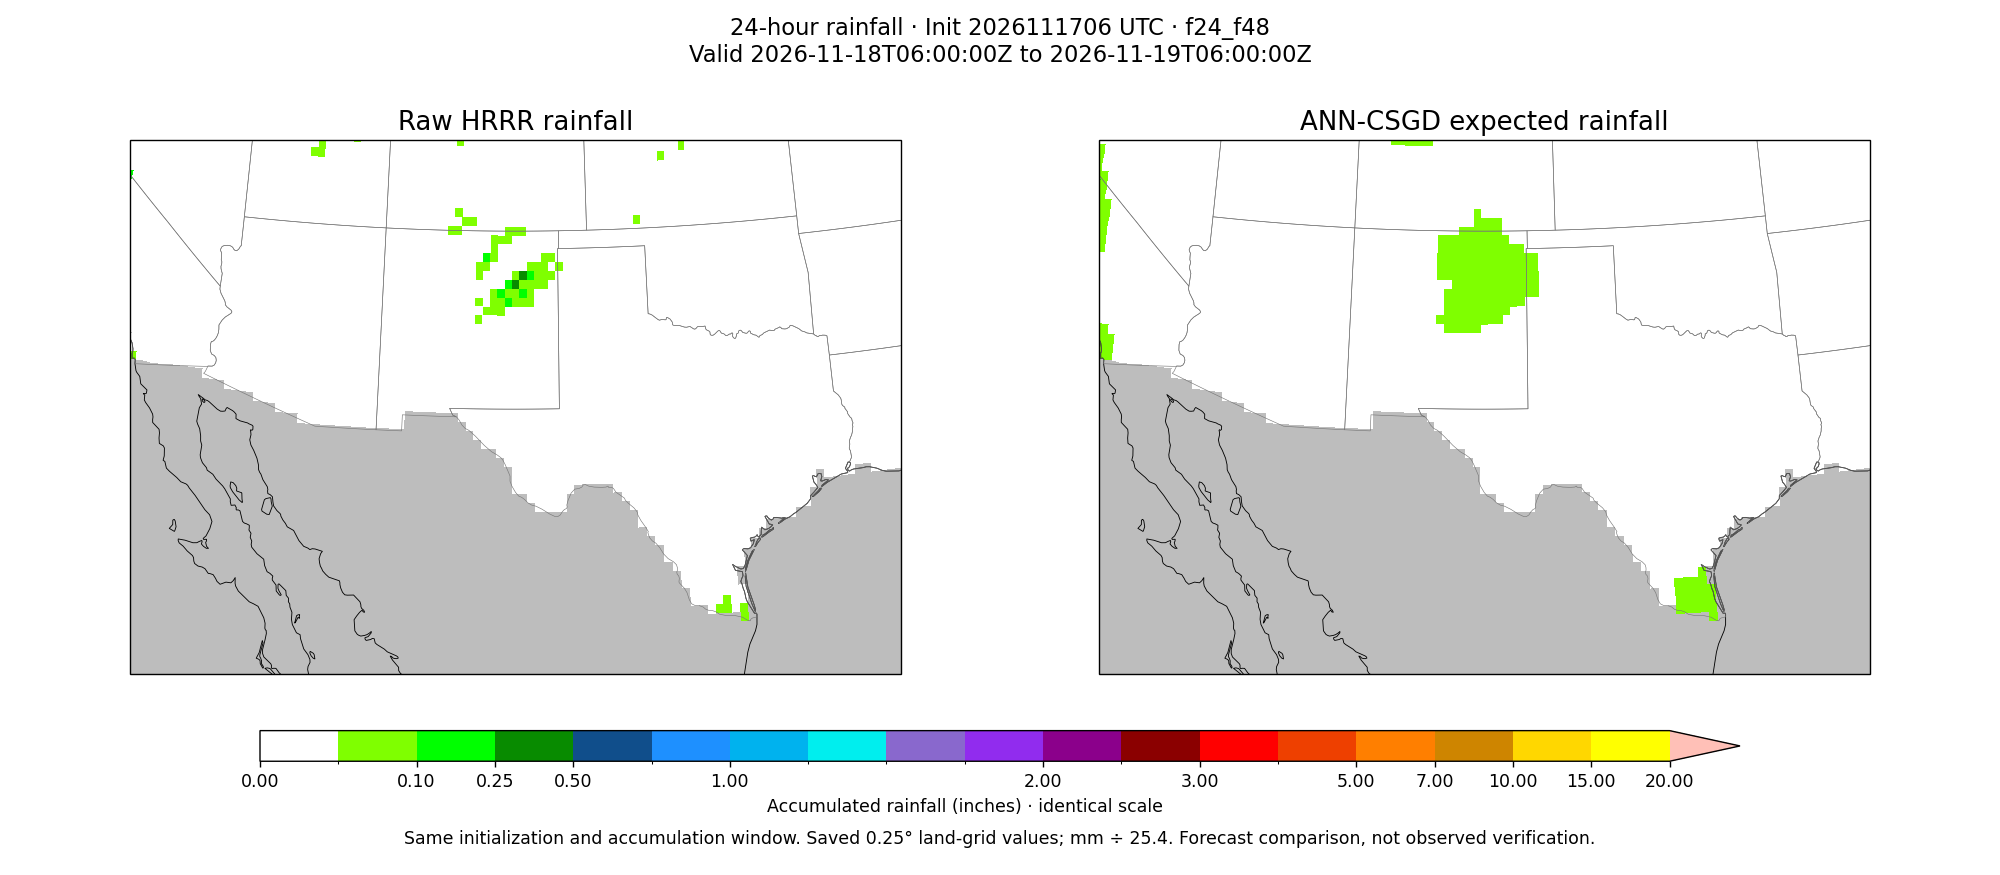 24-hour rainfall · Init 2026111706 UTC · f24_f48
Valid 2026-11-18T06:00:00Z to 2026-11-19T06:00:00Z
Raw HRRR rainfall
ANN-CSGD expected rainfall
0.00 0.10 0.25 0.50 1.00 2.00 3.00 5.00 7.00 10.00 15.00 20.00
Accumulated rainfall (inches) · identical scale
Same initialization and accumulation window. Saved 0.25° land-grid values; mm ÷ 25.4. Forecast comparison, not observed verification.